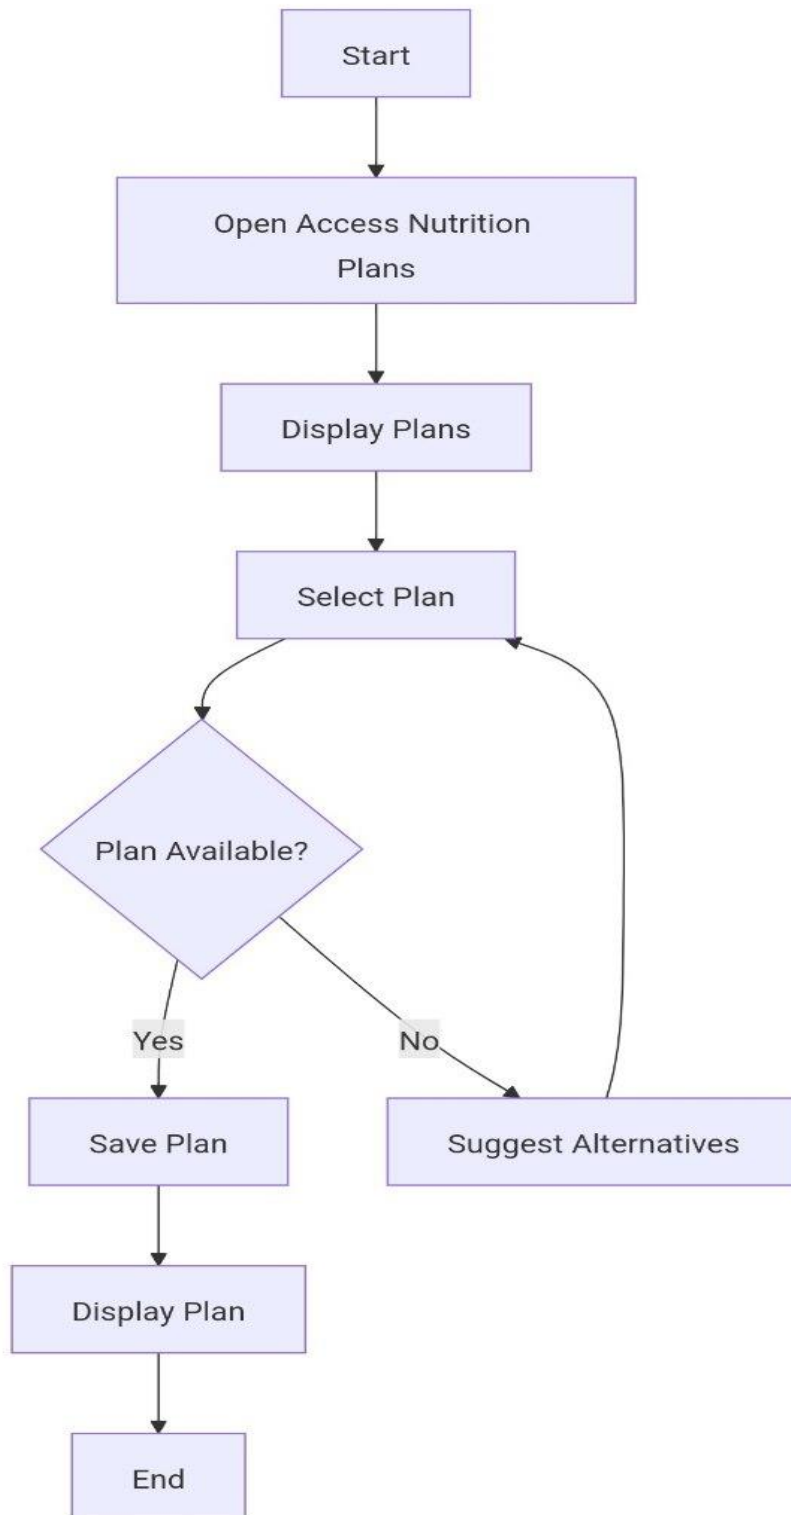 Start
Open Access Nutrition
Plans
Display Plans
Select Plan
Plan Available?
Yes
No
Save Plan
Suggest Alternatives
Display Plan
End